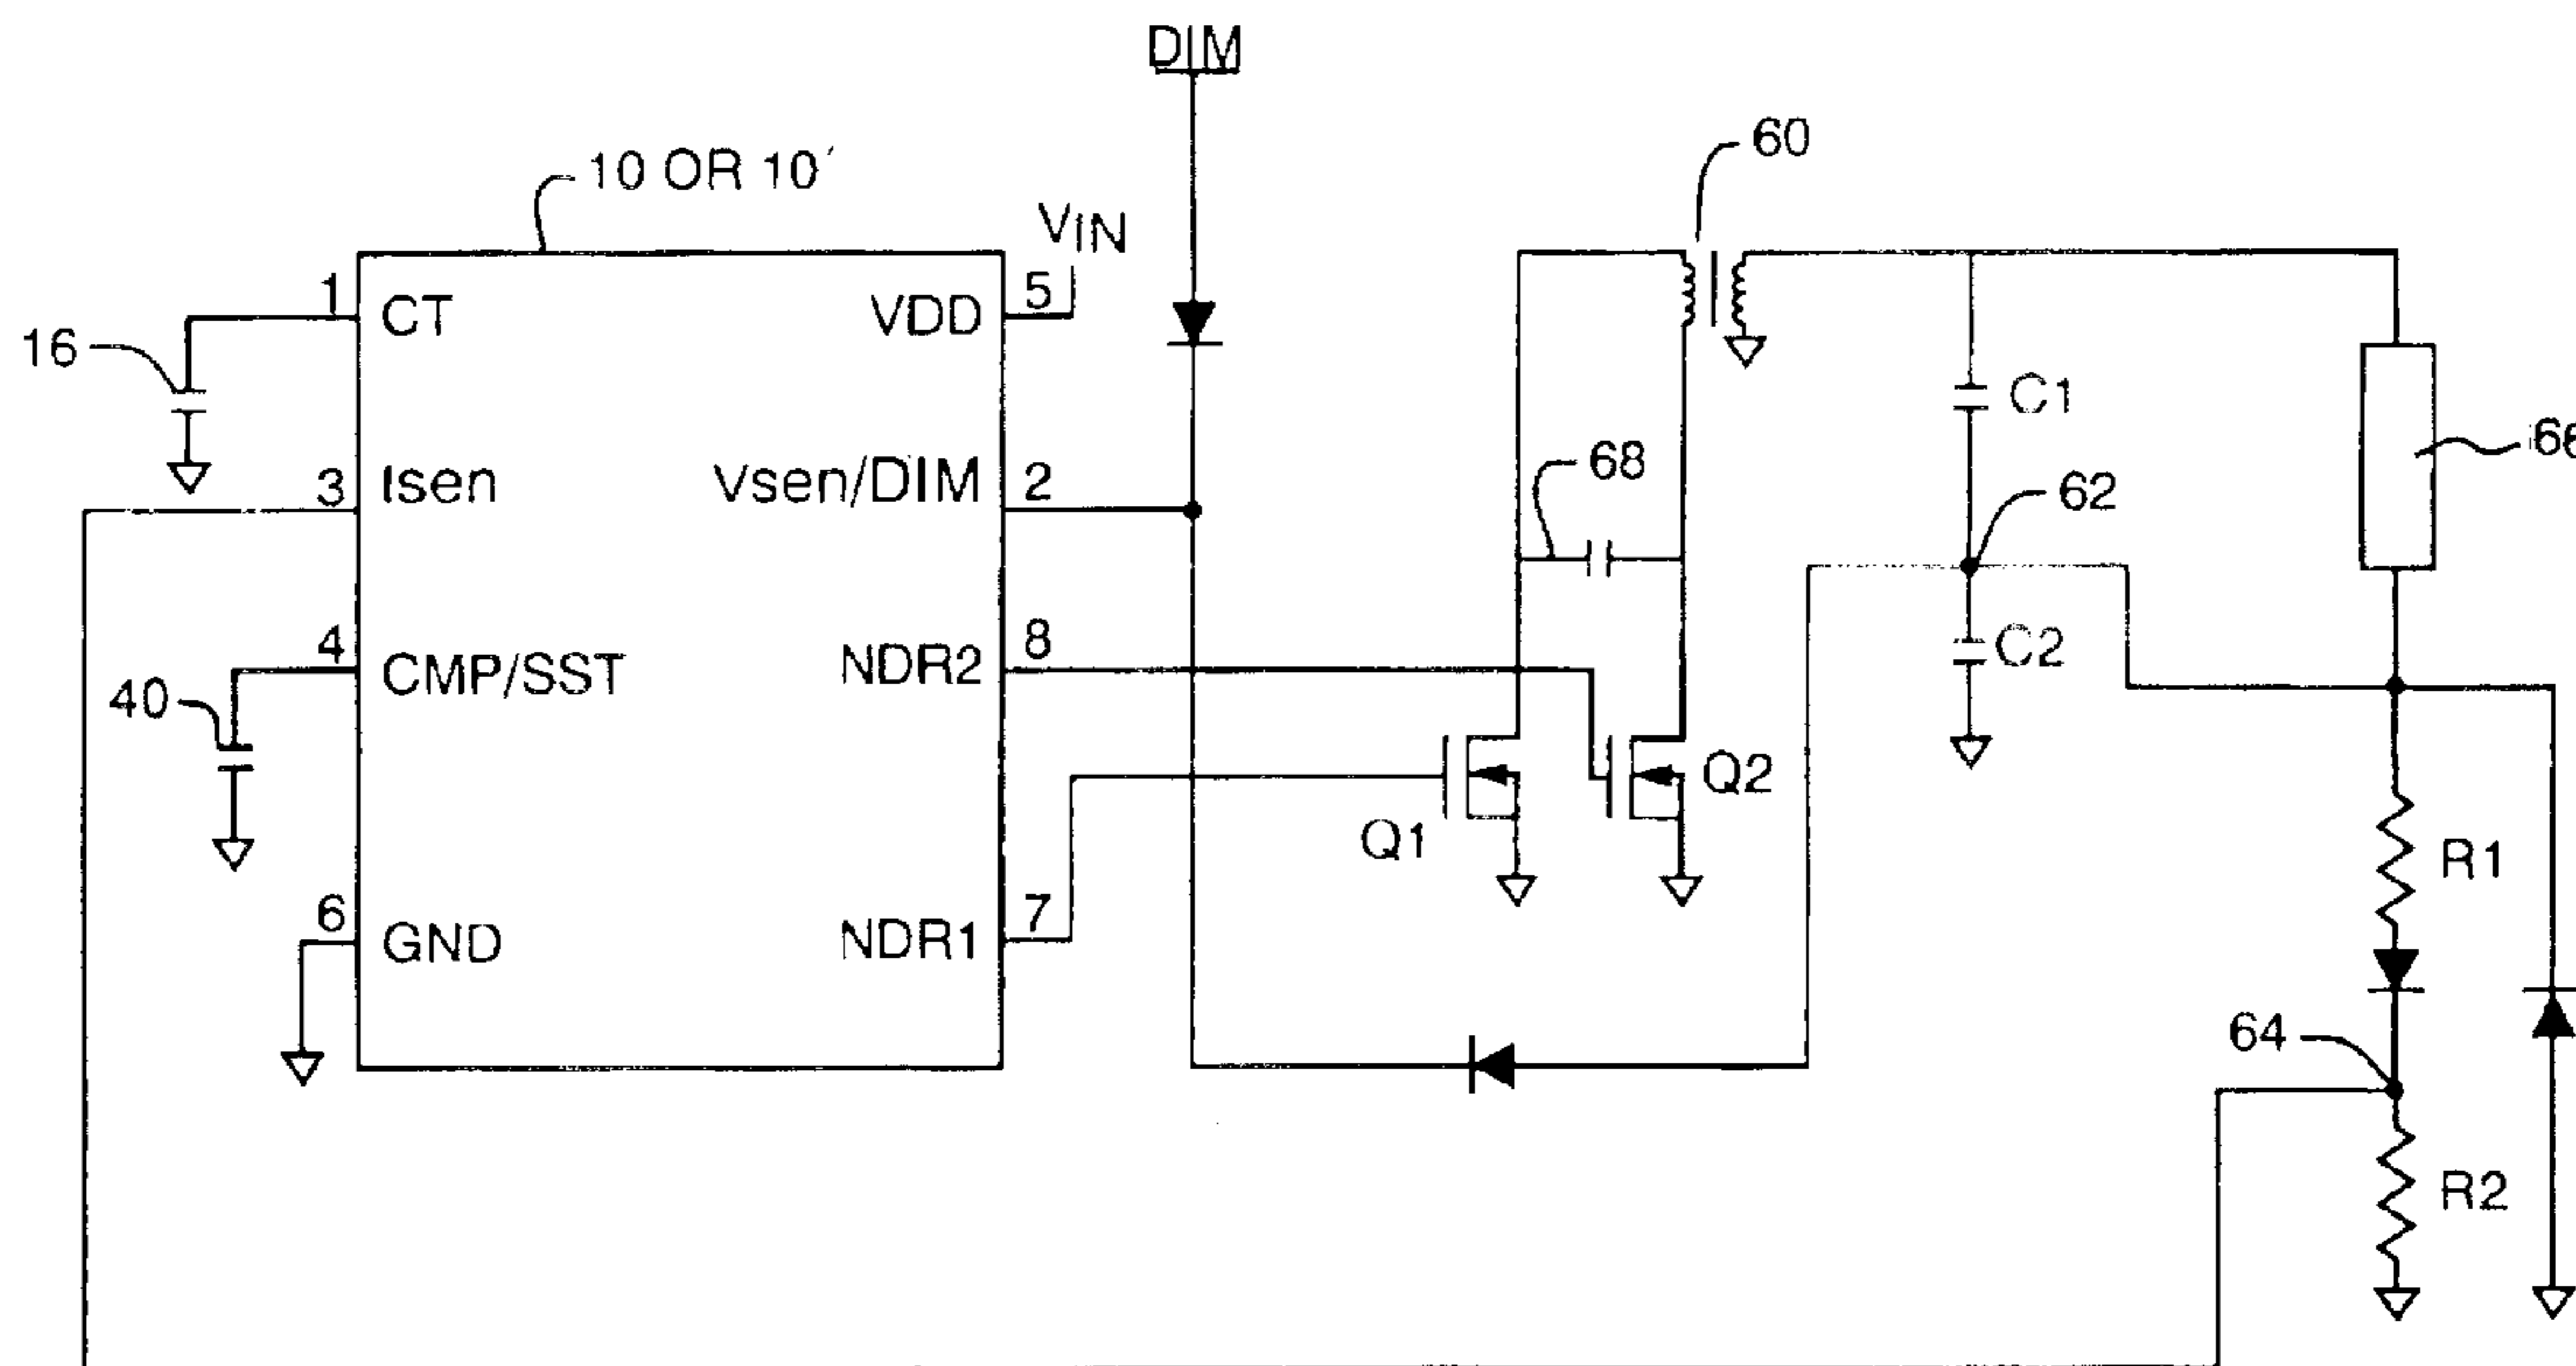 DIM
10 OR 10′
60
VIN
1
CT
VDD
5
16
C1
66
3
Isen
Vsen/DIM
2
68
62
4
CMP/SST
NDR2
8
C2
40
Q1
Q2
R1
6
GND
NDR1
7
64
R2